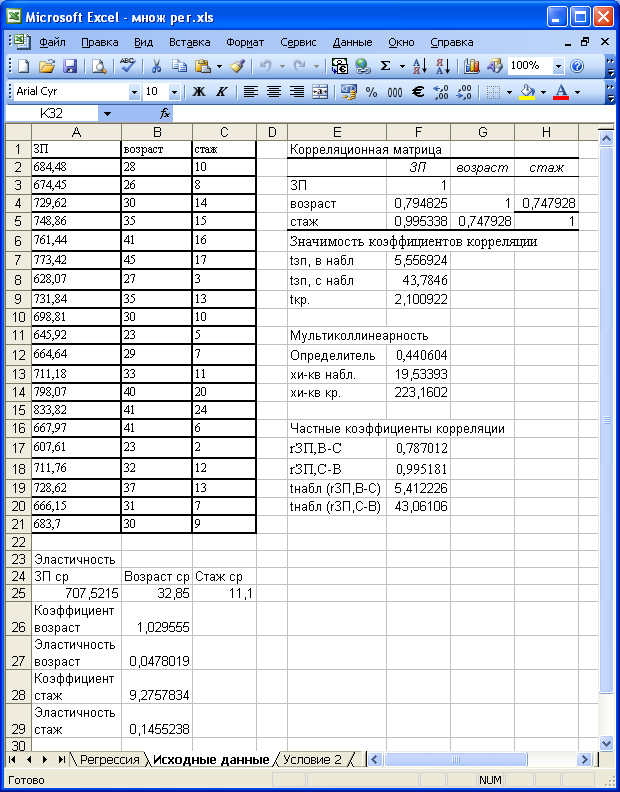 Microsoft Excel - множ рег.xls
Файл Правка Вид Вставка Формат Сервис Данные Окно Справка
100%
Arial Cyr 10 Ж К % 000 €
K32 fx
A B C D E F G H
1 ЗП возраст стаж Корреляционная матрица
2 684,48 28 10 ЗП возраст стаж
3 674,45 26 8 ЗП 1
4 729,62 30 14 возраст 0,794825 1 0,747928
5 748,86 35 15 стаж 0,995338 0,747928 1
6 761,44 41 16 Значимость коэффициентов корреляции
7 773,42 45 17 tзп, в набл 5,556924
8 628,07 27 3 tзп, с набл 43,7846
9 731,84 35 13 tкр. 2,100922
10 698,81 30 10
11 645,92 23 5 Мультиколлинеарность
12 664,64 29 7 Определитель 0,440604
13 711,18 33 11 хи-кв набл. 19,53393
14 798,07 40 20 хи-кв кр. 223,1602
15 833,82 41 24
16 667,97 41 6 Частные коэффициенты корреляции
17 607,61 23 2 rЗП,В-С 0,787012
18 711,76 32 12 rЗП,С-В 0,995181
19 728,62 37 13 tнабл (rЗП,В-С) 5,412226
20 666,15 31 7 tнабл (rЗП,С-В) 43,06106
21 683,7 30 9
22
23 Эластичность
24 ЗП ср Возраст ср Стаж ср
25 707,5215 32,85 11,1
Коэффициент
26 возраст 1,029555
Эластичность
27 возраст 0,0478019
Коэффициент
28 стаж 9,2757834
Эластичность
29 стаж 0,1455238
30
Регрессия Исходные данные Условие 2
Готово NUM